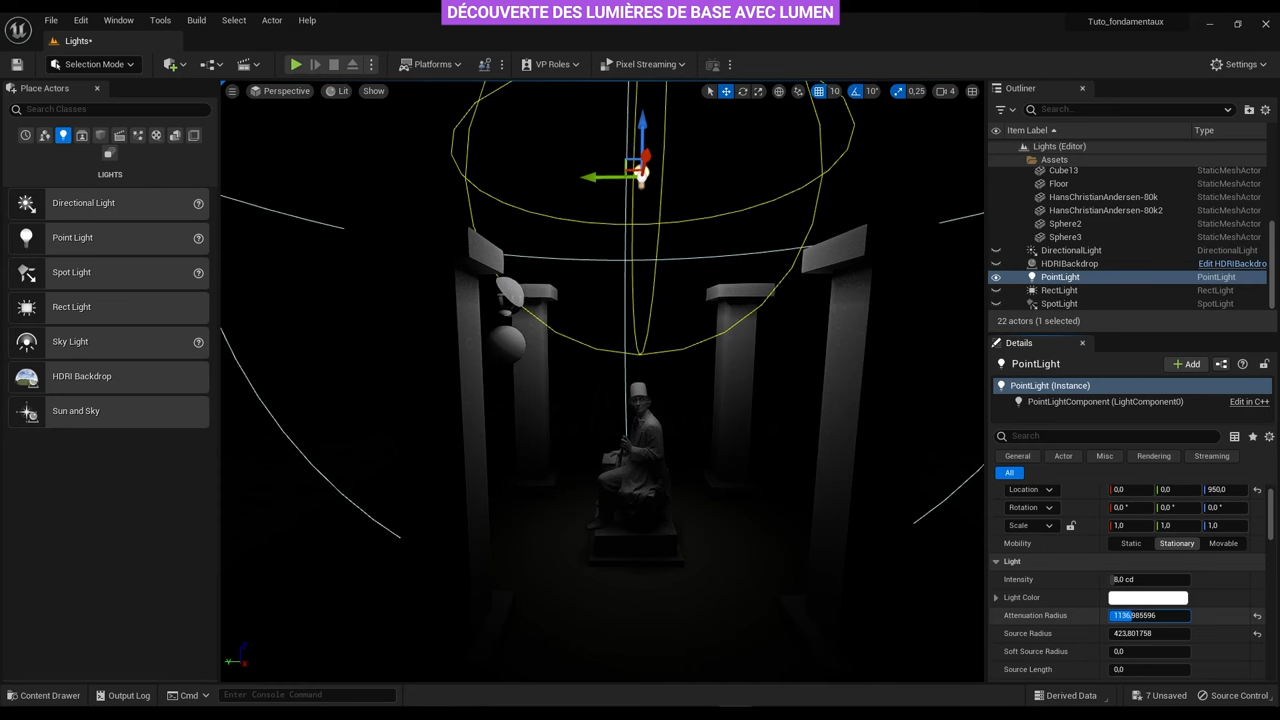 DÉCOUVERTE DES LUMIÈRES DE BASE AVEC LUMEN
File Edit Window Tools Build Select Actor Help
Tuto_fondamentaux
Lights•
Selection Mode
Platforms
VP Roles
Pixel Streaming
Settings
Place Actors
Search Classes
LIGHTS
Directional Light
Point Light
Spot Light
Rect Light
Sky Light
HDRI Backdrop
Sun and Sky
Perspective Lit Show
10 10° 0,25 4
Outliner
Search...
Item Label Type
Lights (Editor)
Assets
Cube13 StaticMeshActor
Floor StaticMeshActor
HansChristianAndersen-80k StaticMeshActor
HansChristianAndersen-80k2 StaticMeshActor
Sphere2 StaticMeshActor
Sphere3 StaticMeshActor
DirectionalLight DirectionalLight
HDRIBackdrop Edit HDRIBackdro
PointLight PointLight
RectLight RectLight
SpotLight SpotLight
22 actors (1 selected)
Details
PointLight
Add
PointLight (Instance)
PointLightComponent (LightComponent0) Edit in C++
Search
General Actor Misc Rendering Streaming
All
Location 0,0 0,0 950,0
Rotation 0,0 ° 0,0 ° 0,0 °
Scale 1,0 1,0 1,0
Mobility Static Stationary Movable
Light
Intensity 8,0 cd
Light Color
Attenuation Radius 1136,985596
Source Radius 423,801758
Soft Source Radius 0,0
Source Length 0,0
Content Drawer Output Log Cmd Enter Console Command
Derived Data 7 Unsaved Source Control